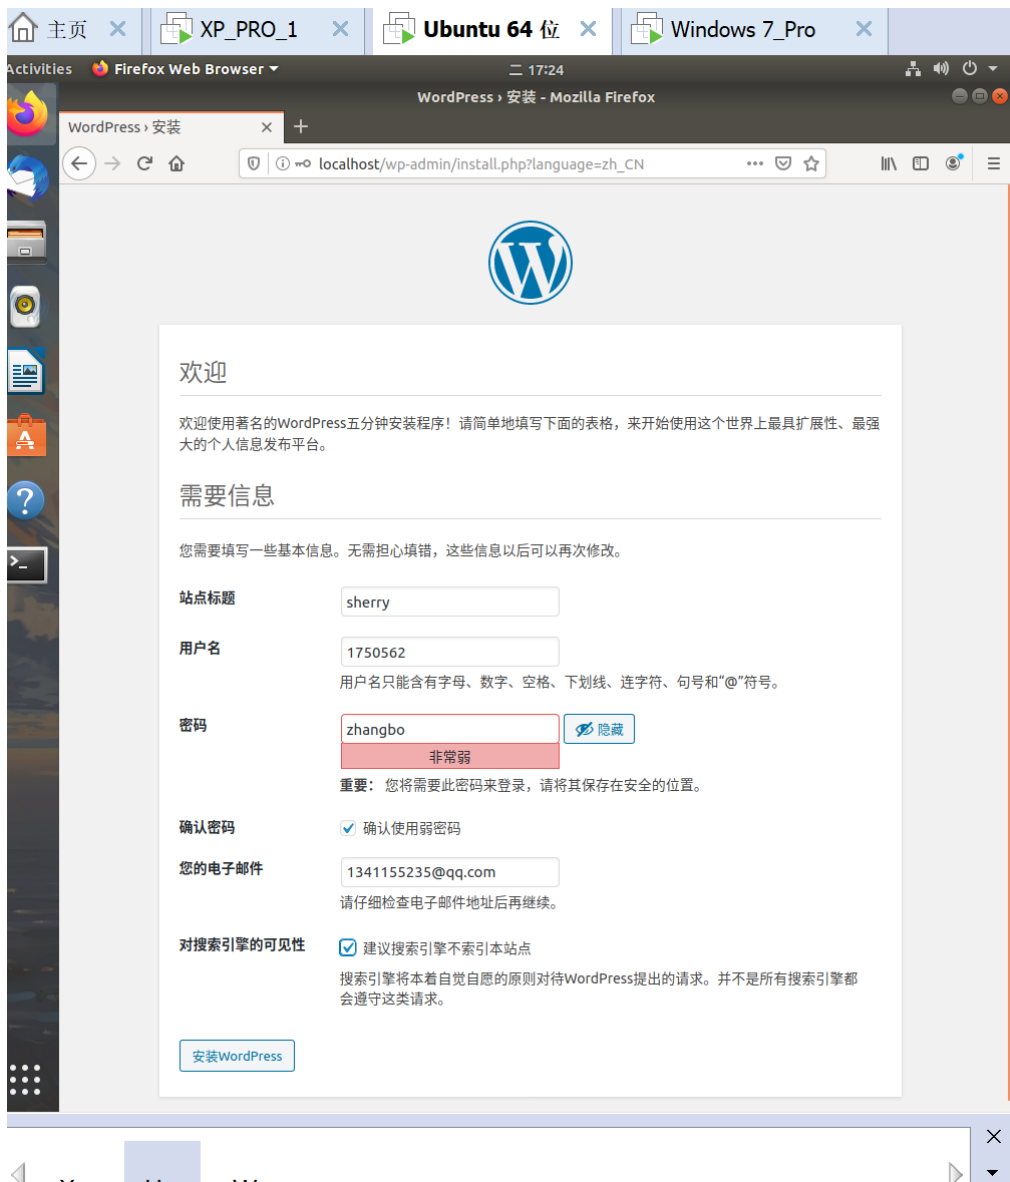 主页
XP_PRO_1
Ubuntu 64 位
Windows 7_Pro
Activities
Firefox Web Browser
二 17:24
WordPress › 安装 - Mozilla Firefox
WordPress › 安装
localhost/wp-admin/install.php?language=zh_CN
欢迎
欢迎使用著名的WordPress五分钟安装程序！请简单地填写下面的表格，来开始使用这个世界上最具扩展性、最强
大的个人信息发布平台。
需要信息
您需要填写一些基本信息。无需担心填错，这些信息以后可以再次修改。
站点标题
sherry
用户名
1750562
用户名只能含有字母、数字、空格、下划线、连字符、句号和“@”符号。
密码
zhangbo
隐藏
非常弱
重要： 您将需要此密码来登录，请将其保存在安全的位置。
确认密码
确认使用弱密码
您的电子邮件
1341155235@qq.com
请仔细检查电子邮件地址后再继续。
对搜索引擎的可见性
建议搜索引擎不索引本站点
搜索引擎将本着自觉自愿的原则对待WordPress提出的请求。并不是所有搜索引擎都
会遵守这类请求。
安装WordPress